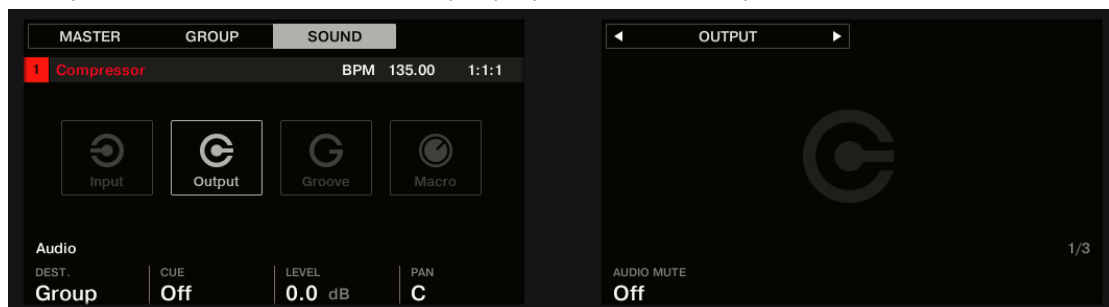 MASTER GROUP SOUND
1 Compressor BPM 135.00 1:1:1
Input Output Groove Macro
Audio
DEST. CUE LEVEL PAN
Group Off 0.0 dB C
OUTPUT
1/3
AUDIO MUTE
Off